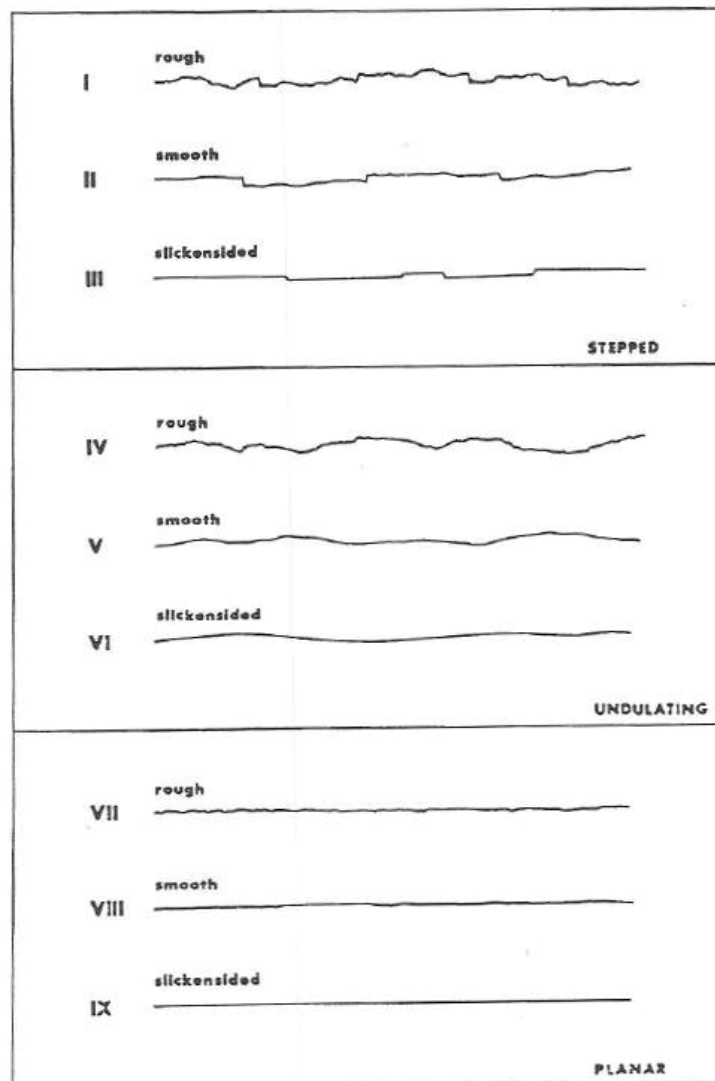 rough
I
smooth
II
slickensided
III
STEPPED
rough
IV
smooth
V
slickensided
VI
UNDULATING
rough
VII
smooth
VIII
slickensided
IX
PLANAR